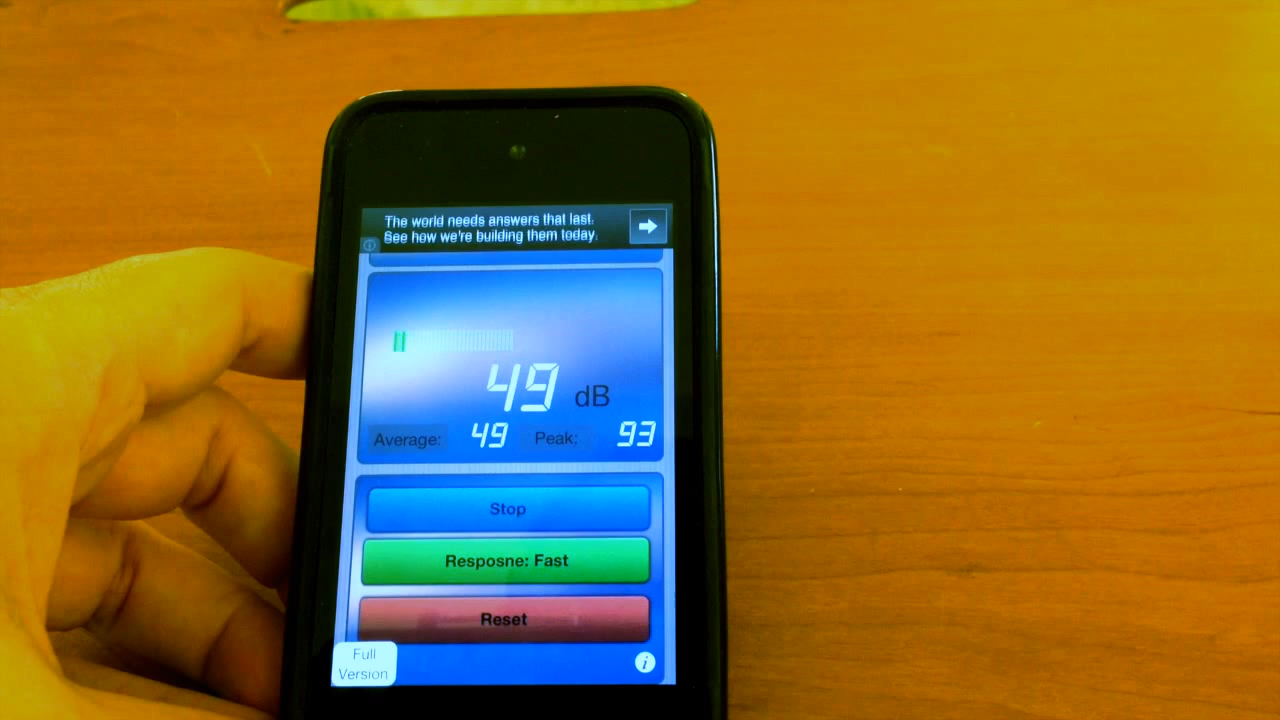 The world needs answers that last.
See how we're building them today.
49 dB
Average: 49 Peak: 93
Stop
Resposne: Fast
Reset
Full
Version
i